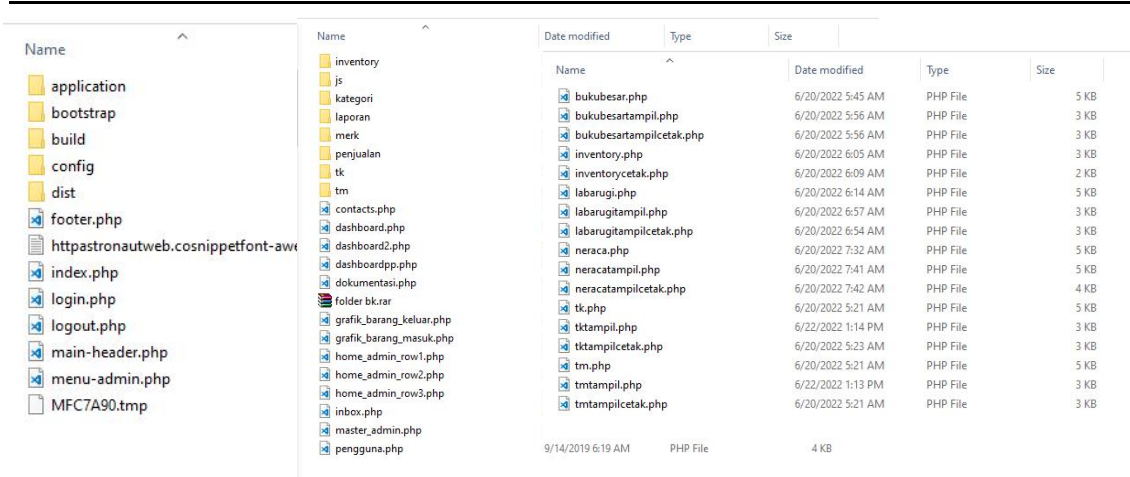 Name
application
bootstrap
build
config
dist
footer.php
httpastronautweb.cosnippetfont-awe
index.php
login.php
logout.php
main-header.php
menu-admin.php
MFC7A90.tmp
Name Date modified Type Size
inventory
js
kategori
laporan
merk
penjualan
tk
tm
contacts.php
dashboard.php
dashboard2.php
dashboardpp.php
dokumentasi.php
folder bk.rar
grafik_barang_keluar.php
grafik_barang_masuk.php
home_admin_row1.php
home_admin_row2.php
home_admin_row3.php
inbox.php
master_admin.php
pengguna.php 9/14/2019 6:19 AM PHP File 4 KB
Name Date modified Type Size
bukubesar.php 6/20/2022 5:45 AM PHP File 5 KB
bukubesartampil.php 6/20/2022 5:56 AM PHP File 3 KB
bukubesartampilcetak.php 6/20/2022 5:56 AM PHP File 3 KB
inventory.php 6/20/2022 6:05 AM PHP File 3 KB
inventorycetak.php 6/20/2022 6:09 AM PHP File 2 KB
labarugi.php 6/20/2022 6:14 AM PHP File 5 KB
labarugitampil.php 6/20/2022 6:57 AM PHP File 3 KB
labarugitampilcetak.php 6/20/2022 6:54 AM PHP File 3 KB
neraca.php 6/20/2022 7:32 AM PHP File 5 KB
neracatampil.php 6/20/2022 7:41 AM PHP File 5 KB
neracatampilcetak.php 6/20/2022 7:42 AM PHP File 4 KB
tk.php 6/20/2022 5:21 AM PHP File 5 KB
tktampil.php 6/22/2022 1:14 PM PHP File 3 KB
tktampilcetak.php 6/20/2022 5:23 AM PHP File 3 KB
tm.php 6/20/2022 5:21 AM PHP File 5 KB
tmtampil.php 6/22/2022 1:13 PM PHP File 3 KB
tmtampilcetak.php 6/20/2022 5:21 AM PHP File 3 KB